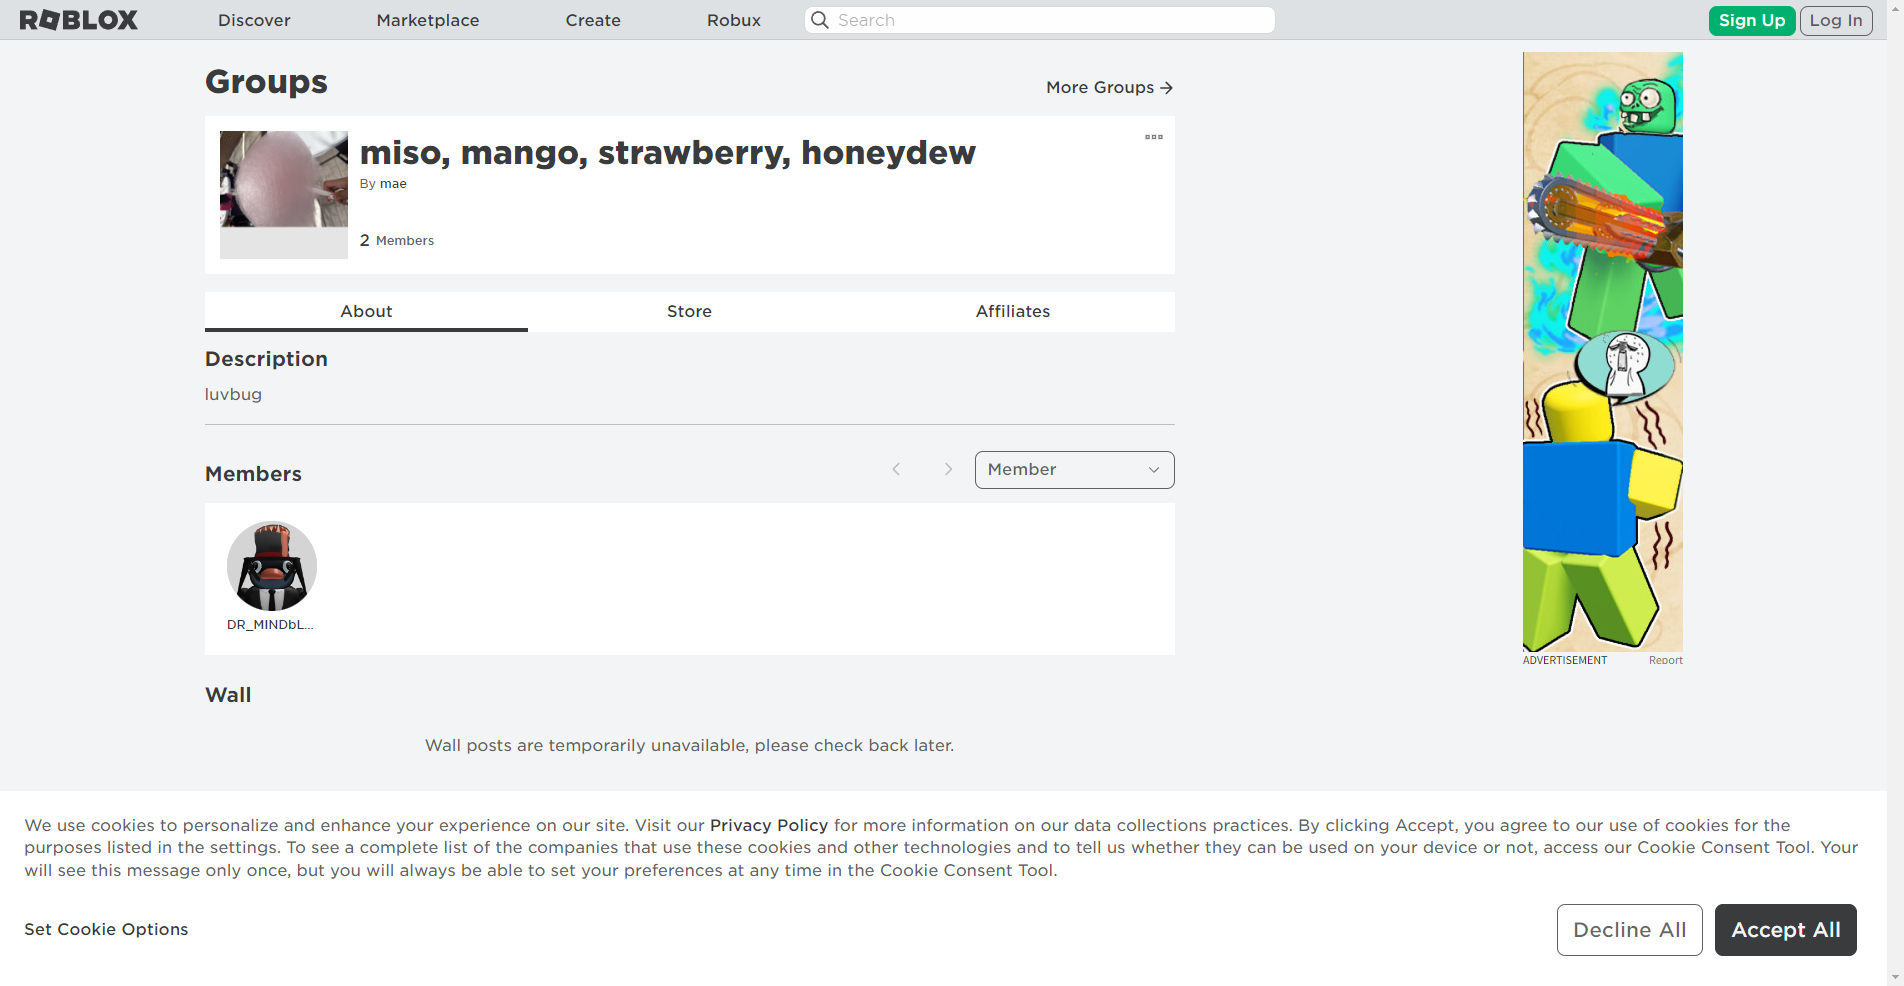 ROBLOX
Discover
Marketplace
Create
Robux
Search
Sign Up
Log In
Groups
More Groups
miso, mango, strawberry, honeydew
By mae
2 Members
About
Store
Affiliates
Description
luvbug
Members
Member
DR_MINDbL...
Wall
Wall posts are temporarily unavailable, please check back later.
ADVERTISEMENT
Report
We use cookies to personalize and enhance your experience on our site. Visit our Privacy Policy for more information on our data collections practices. By clicking Accept, you agree to our use of cookies for the
purposes listed in the settings. To see a complete list of the companies that use these cookies and other technologies and to tell us whether they can be used on your device or not, access our Cookie Consent Tool. Your
will see this message only once, but you will always be able to set your preferences at any time in the Cookie Consent Tool.
Set Cookie Options
Decline All
Accept All